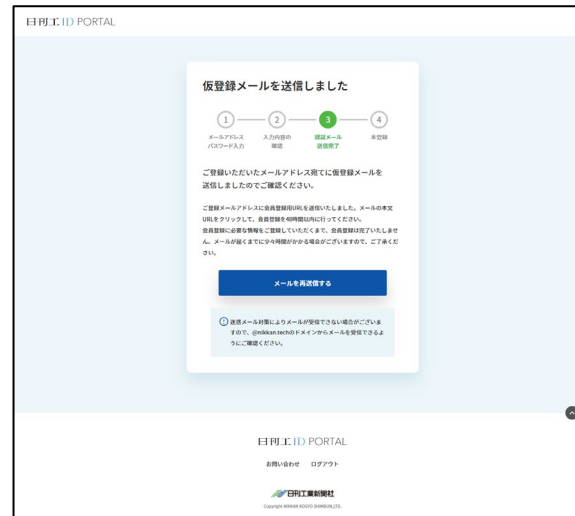 日刊工 ID PORTAL
仮登録メールを送信しました
1 2 3 4
メールアドレス 入力内容の 認証メール 本登録
パスワード入力 確認 送信完了
ご登録いただいたメールアドレス宛てに仮登録メールを
送信しましたのでご確認ください。
ご登録メールアドレスに会員登録用URLを送信いたしました。メールの本文
URLをクリックして、会員登録を48時間以内に行ってください。
会員登録に必要な情報をご登録していただくまで、会員登録は完了いたしませ
ん。メールが届くまでに少々時間がかかる場合がございますので、ご了承くだ
さい。
メールを再送信する
迷惑メール対策によりメールが受信できない場合がございま
すので、@nikkan.techのドメインからメールを受信できるよ
うにご確認ください。
日刊工 ID PORTAL
お問い合わせ ログアウト
日刊工業新聞社
Copyright NIKKAN KOGYO SHIMBUN,LTD.